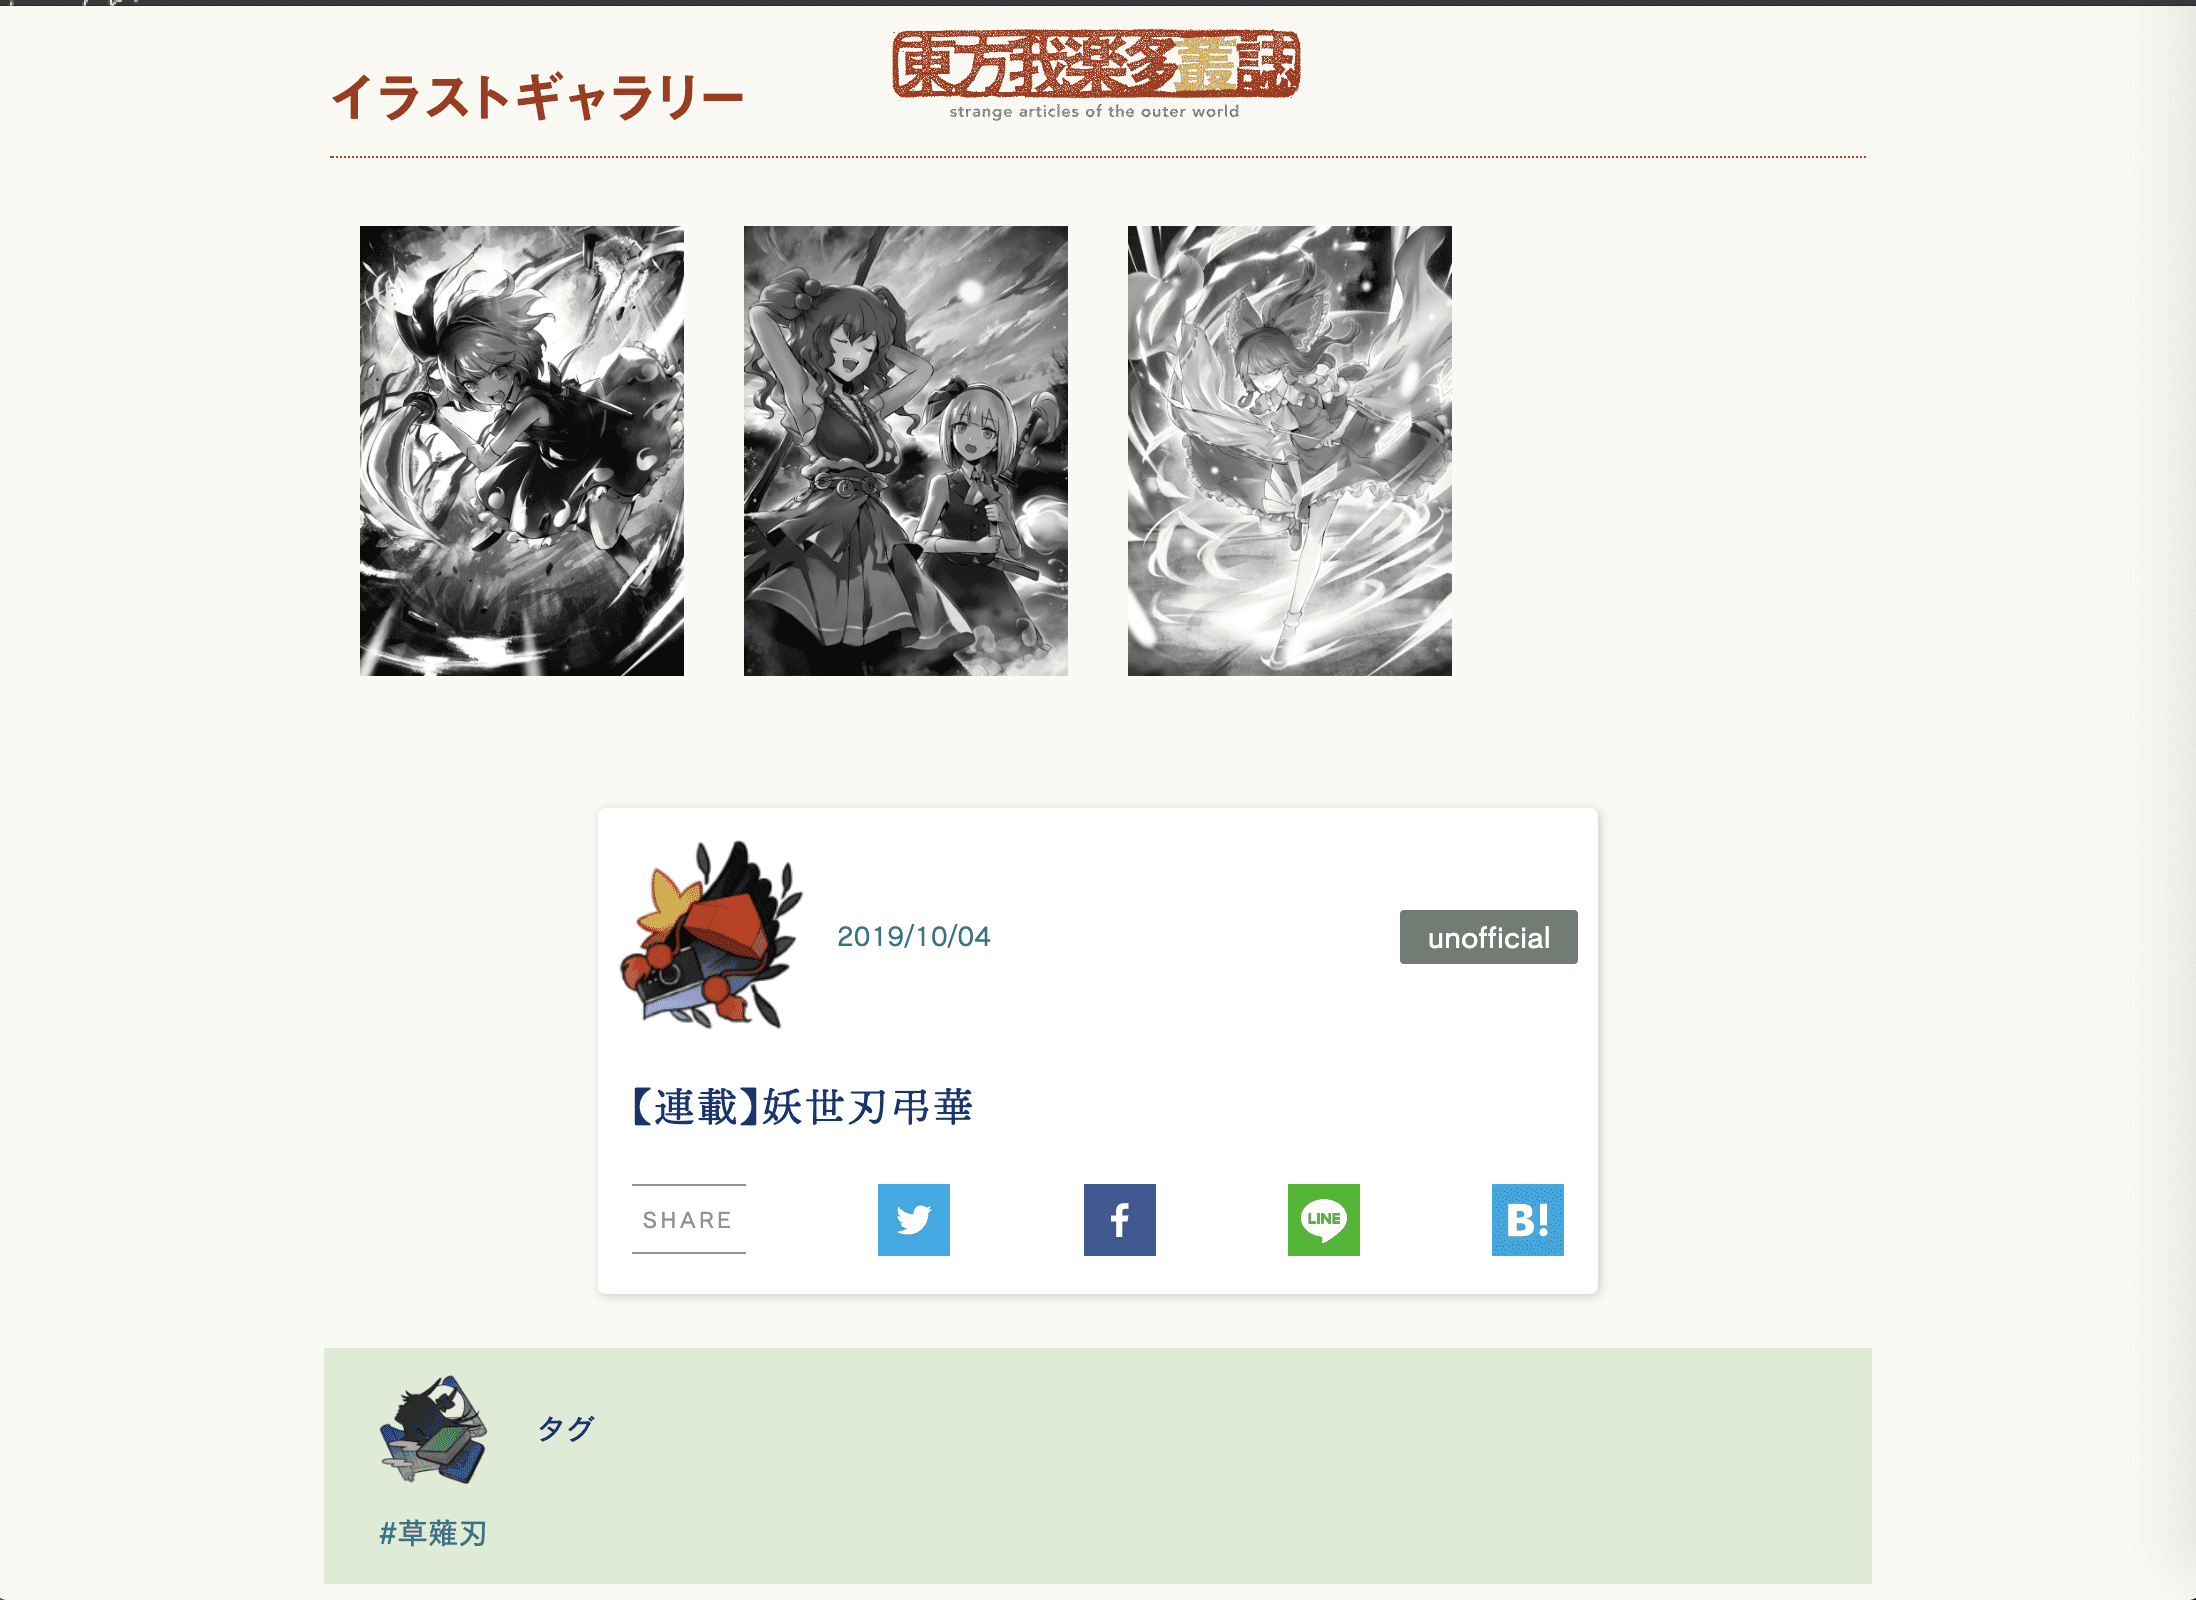 東方我楽多叢誌
strange articles of the outer world
イラストギャラリー
2019/10/04
unofficial
【連載】妖世刃弔華
SHARE
LINE
B!
タグ
#草薙刃